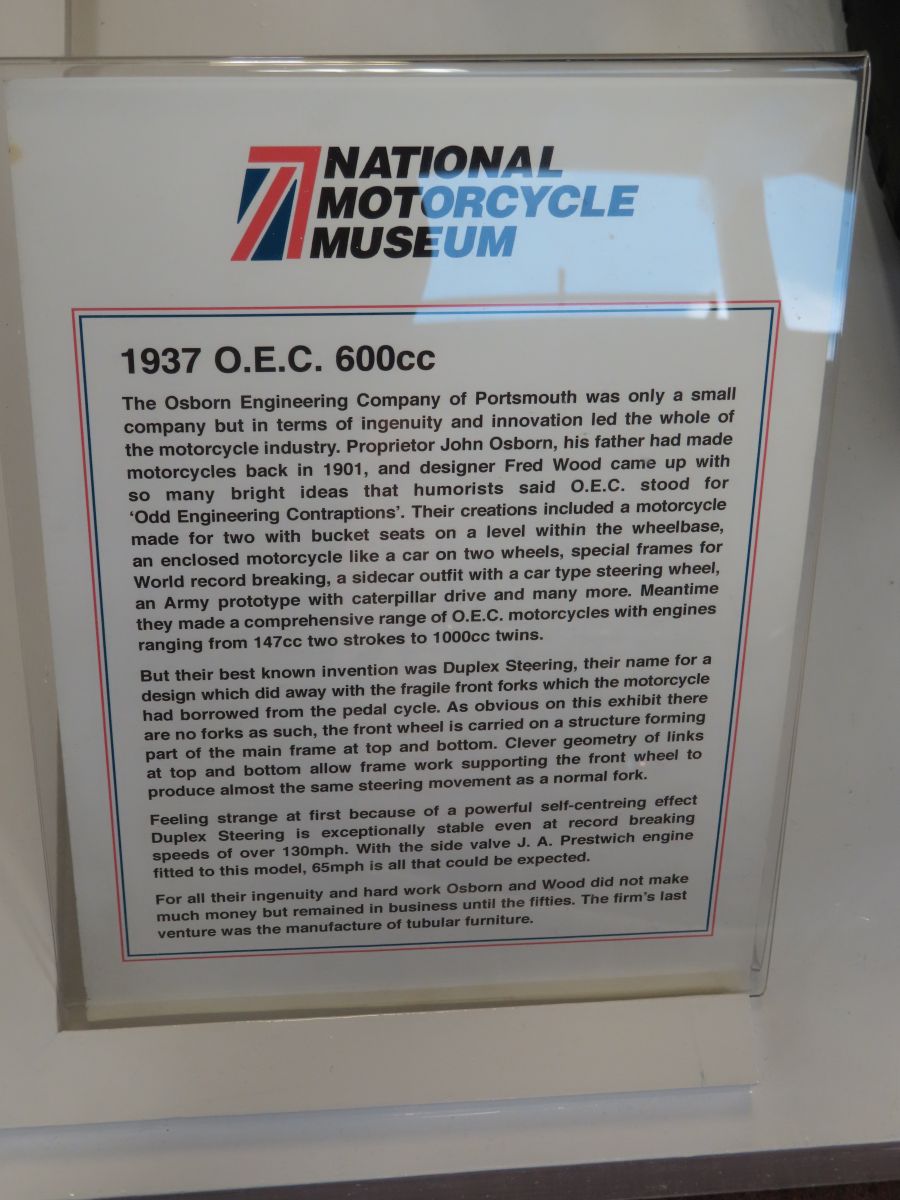 NATIONAL
MOTORCYCLE
MUSEUM
1937 O.E.C. 600cc
The Osborn Engineering Company of Portsmouth was only a small
company but in terms of ingenuity and innovation led the whole of
the motorcycle industry. Proprietor John Osborn, his father had made
motorcycles back in 1901, and designer Fred Wood came up with
so many bright ideas that humorists said O.E.C. stood for
‘Odd Engineering Contraptions’. Their creations included a motorcycle
made for two with bucket seats on a level within the wheelbase,
an enclosed motorcycle like a car on two wheels, special frames for
World record breaking, a sidecar outfit with a car type steering wheel,
an Army prototype with caterpillar drive and many more. Meantime
they made a comprehensive range of O.E.C. motorcycles with engines
ranging from 147cc two strokes to 1000cc twins.
But their best known invention was Duplex Steering, their name for a
design which did away with the fragile front forks which the motorcycle
had borrowed from the pedal cycle. As obvious on this exhibit there
are no forks as such, the front wheel is carried on a structure forming
part of the main frame at top and bottom. Clever geometry of links
at top and bottom allow frame work supporting the front wheel to
produce almost the same steering movement as a normal fork.
Feeling strange at first because of a powerful self-centreing effect
Duplex Steering is exceptionally stable even at record breaking
speeds of over 130mph. With the side valve J. A. Prestwich engine
fitted to this model, 65mph is all that could be expected.
For all their ingenuity and hard work Osborn and Wood did not make
much money but remained in business until the fifties. The firm's last
venture was the manufacture of tubular furniture.